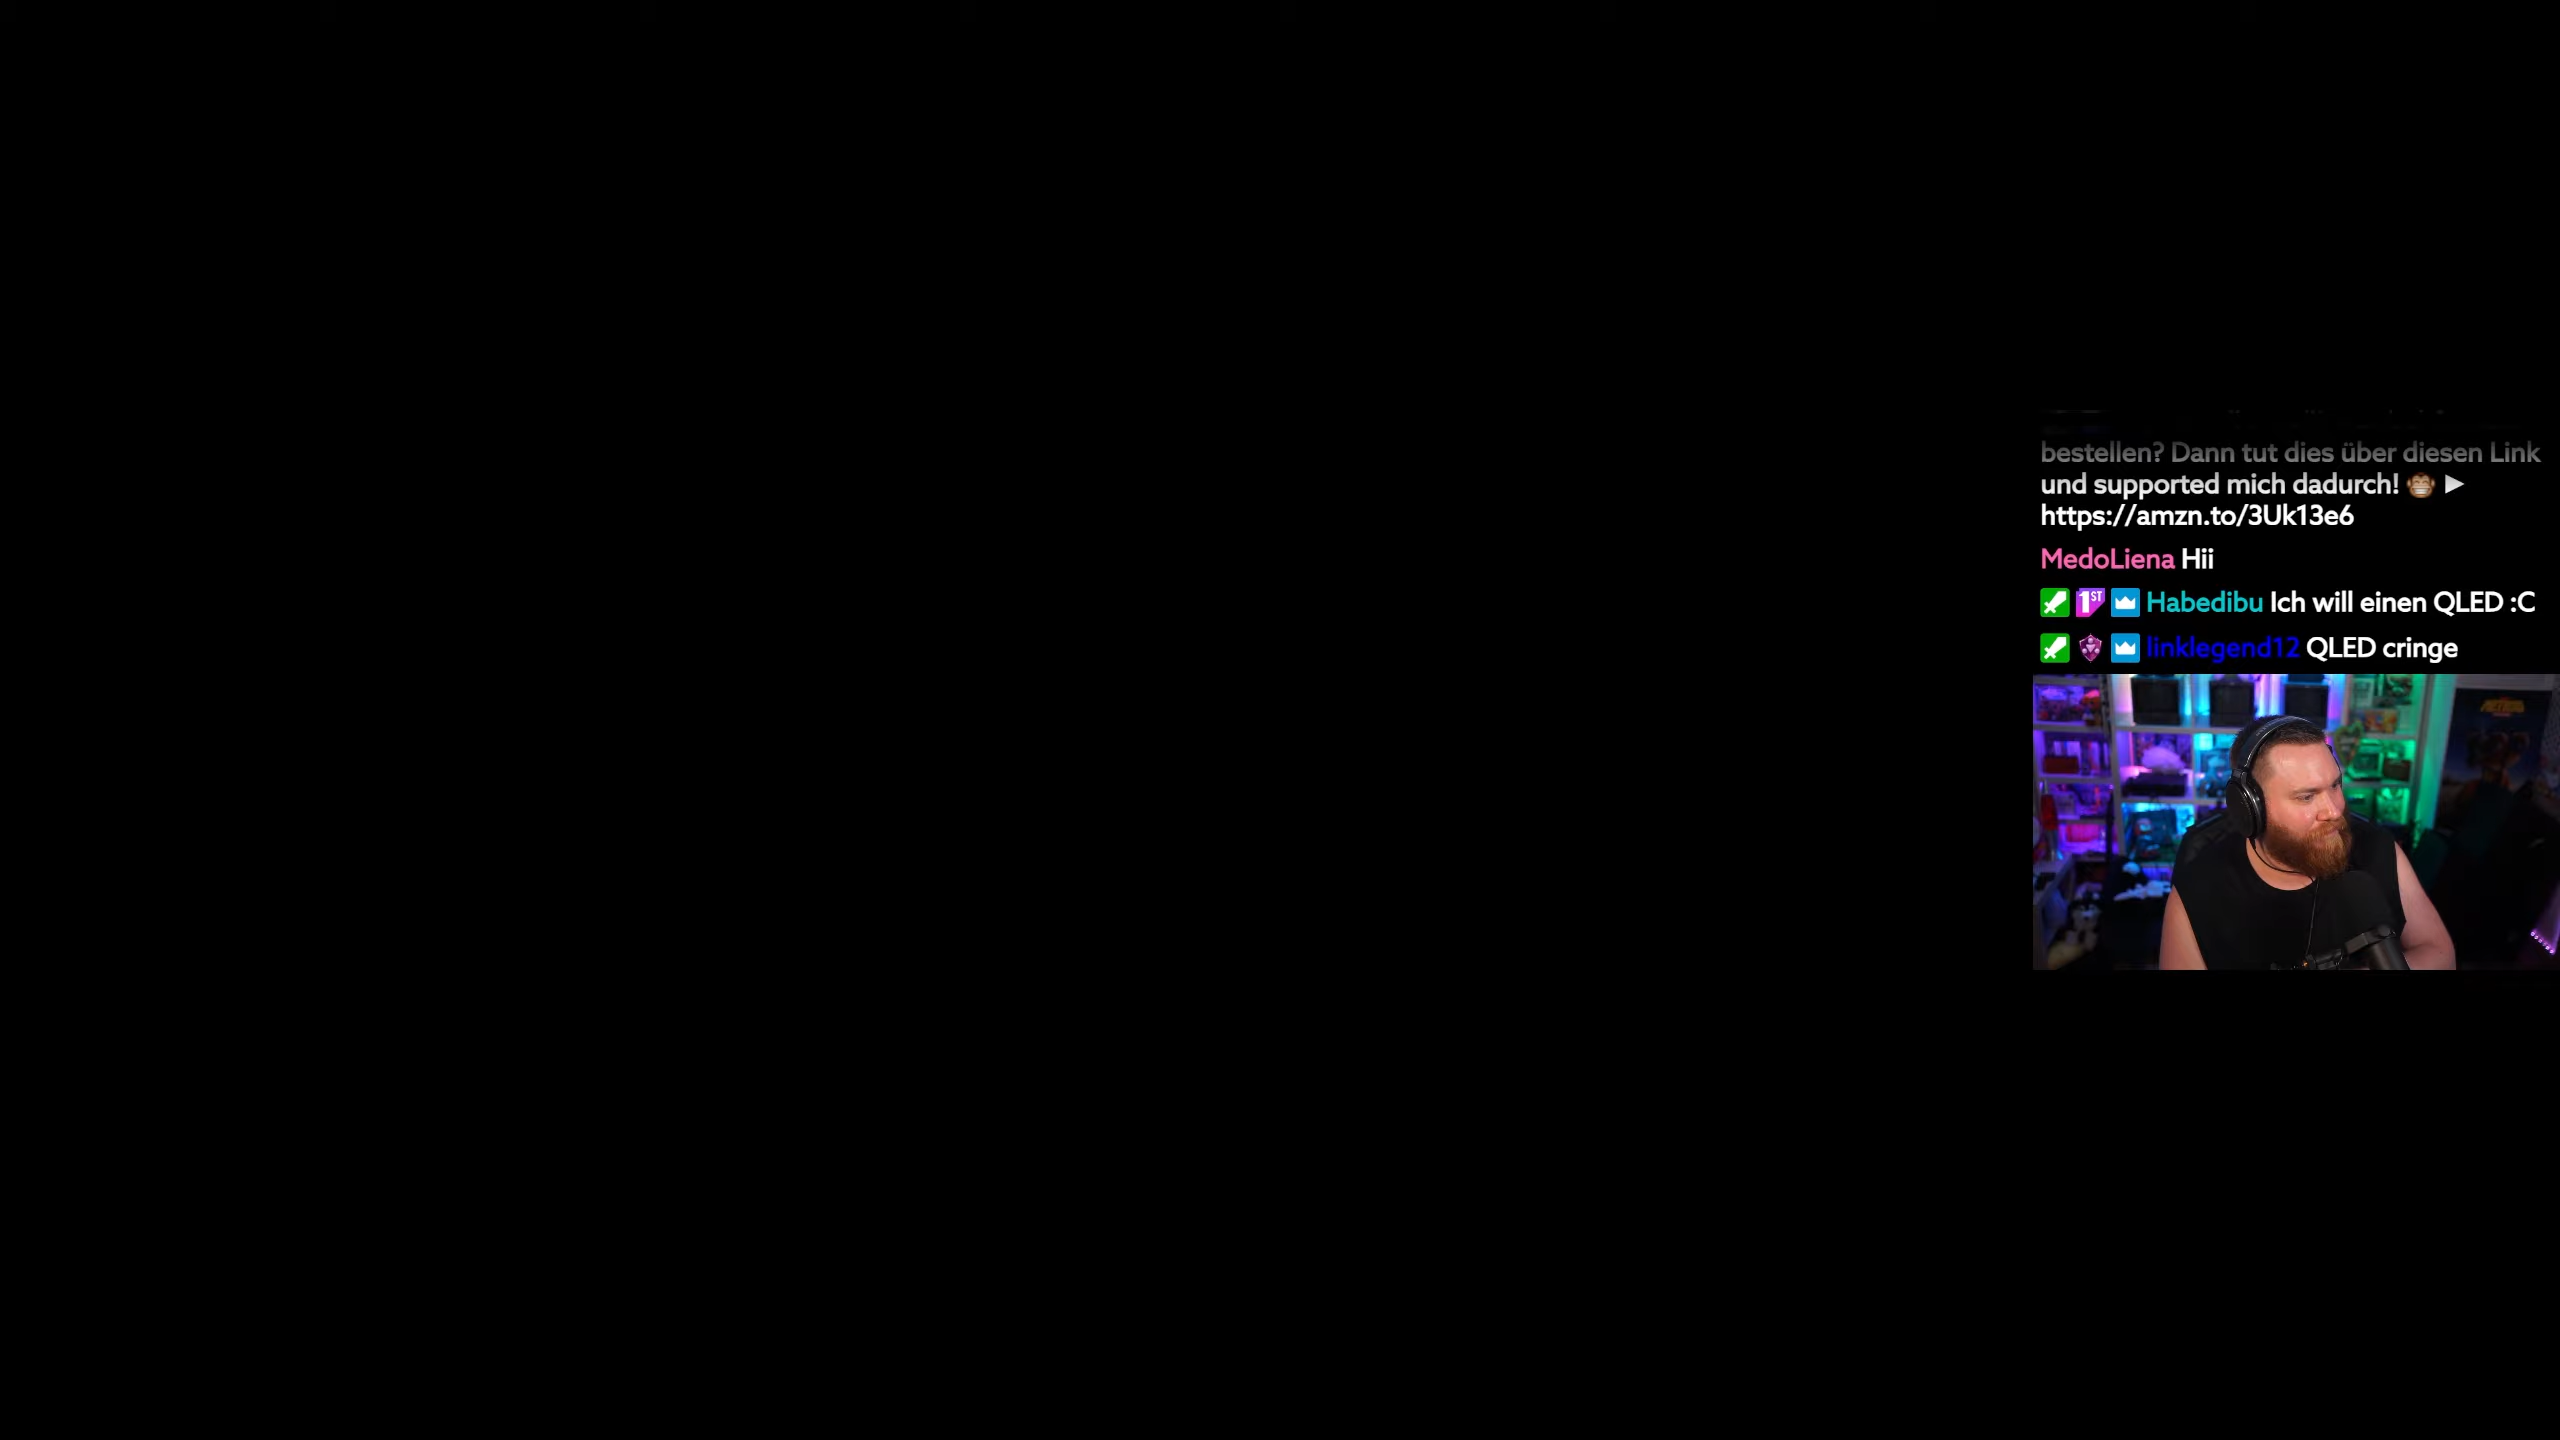 bestellen? Dann tut dies über diesen Link
und supported mich dadurch! 🐵 ►
https://amzn.to/3Uk13e6
MedoLiena Hii
1ST Habedibu Ich will einen QLED :C
linklegend12 QLED cringe